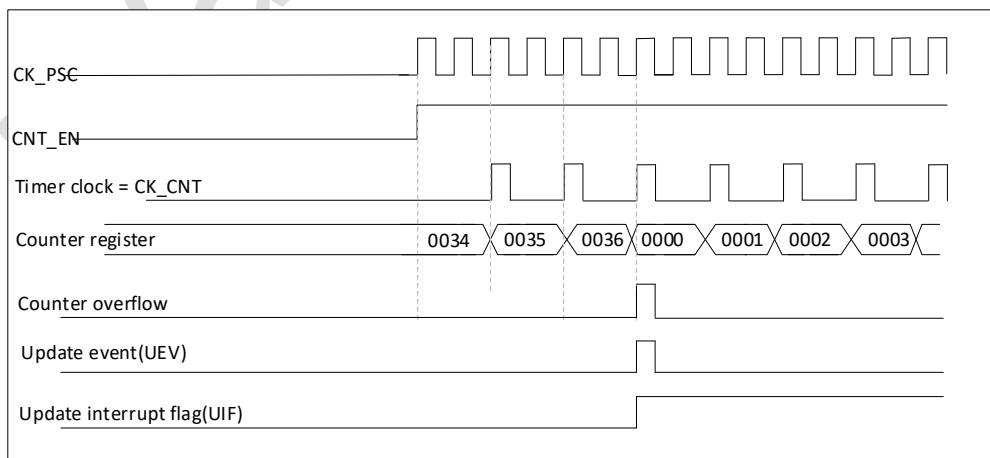 CK_PSC
CNT_EN
Timer clock = CK_CNT
Counter register 0034 0035 0036 0000 0001 0002 0003
Counter overflow
Update event(UEV)
Update interrupt flag(UIF)